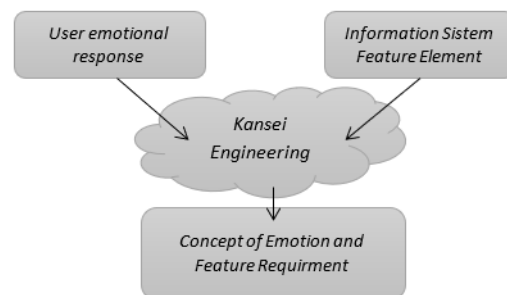 User emotional
response
Information Sistem
Feature Element
Kansei
Engineering
Concept of Emotion and
Feature Requirment